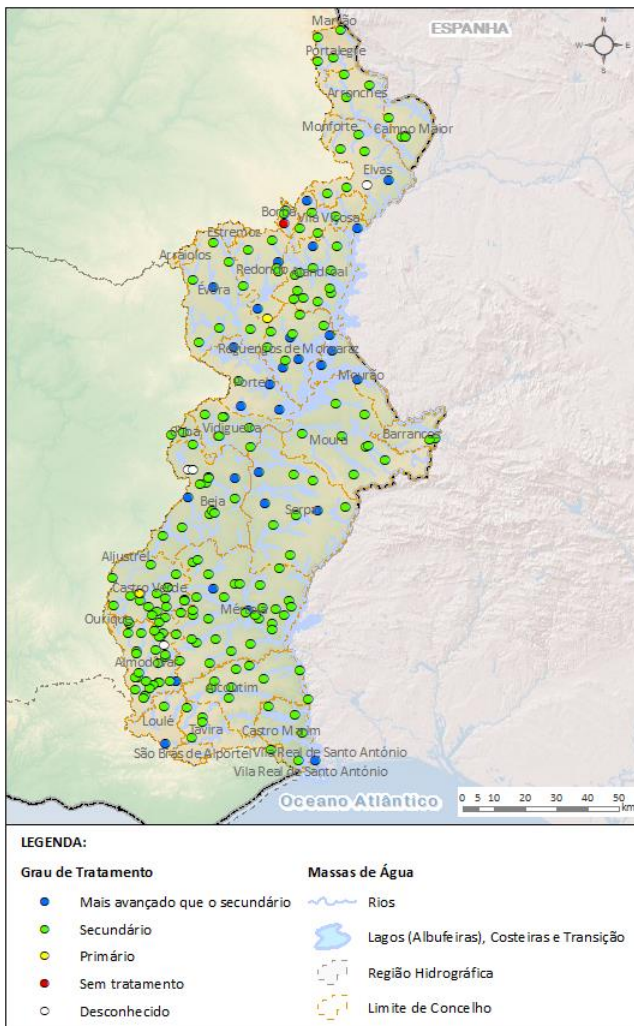 Marvão
ESPANHA
N
W
E
S
Portalegre
Arronches
Monforte
Campo Maior
Elvas
Borba
Vila Viçosa
Estremoz
Arraiolos
Redondo
Alandroal
Évora
Reguengos de Monsaraz
Mourão
Portel
Cuba
Vidigueira
Moura
Barrancos
Beja
Serpa
Aljustrel
Castro Verde
Ourique
Mértola
Almodôvar
Alcoutim
Loulé
Tavira
Castro Marim
São Brás de Alportel
Vila Real de Santo António
Vila Real de Santo António
Oceano Atlântico
0 5 10 20 30 40 50
km
LEGENDA:
Grau de Tratamento
Mais avançado que o secundário
Secundário
Primário
Sem tratamento
Desconhecido
Massas de Água
Rios
Lagos (Albufeiras), Costeiras e Transição
Região Hidrográfica
Limite de Concelho